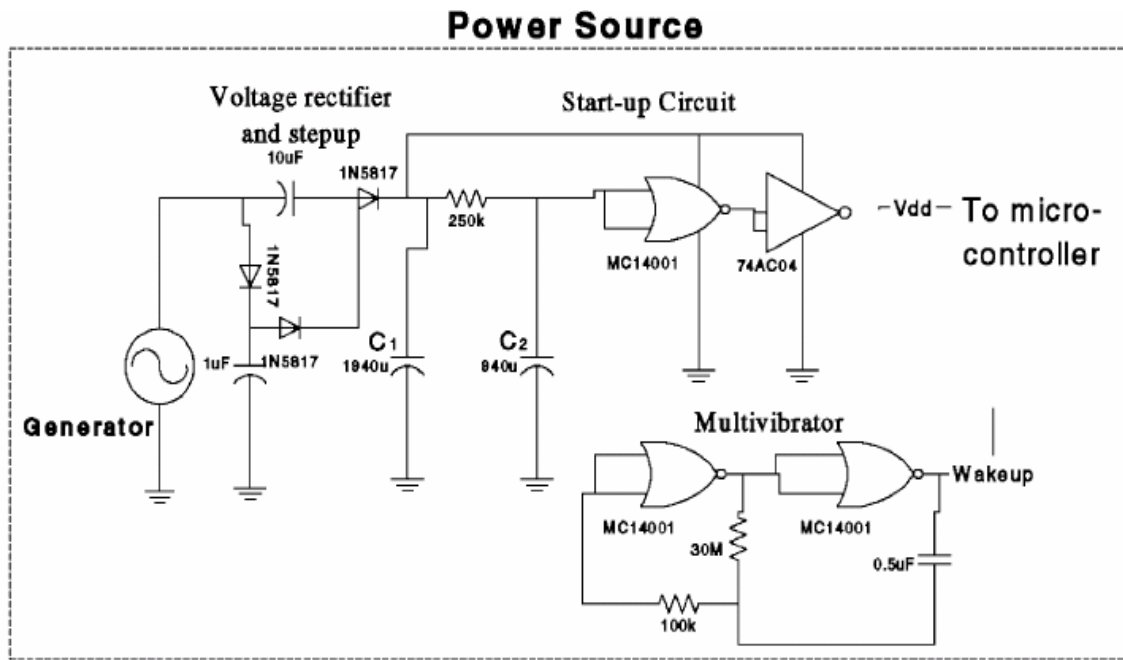 Power Source
Voltage rectifier
and stepup
Start-up Circuit
10uF
1N5817
250k
MC14001
74AC04
Vdd
To micro-
controller
1N5817
1uF
1N5817
C1
1940u
C2
940u
Generator
Multivibrator
MC14001
MC14001
Wakeup
30M
0.5uF
100k